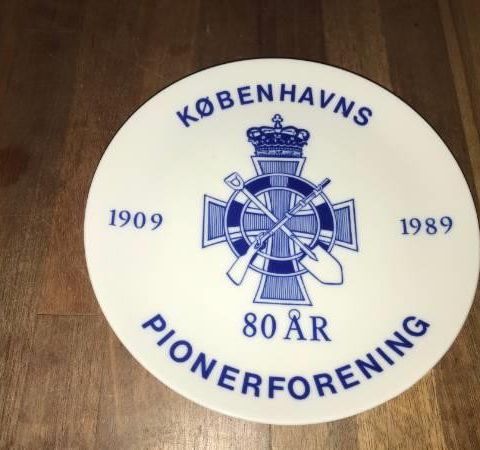 KØBENHAVNS
1909
1989
80 ÅR
PIONERFORENING